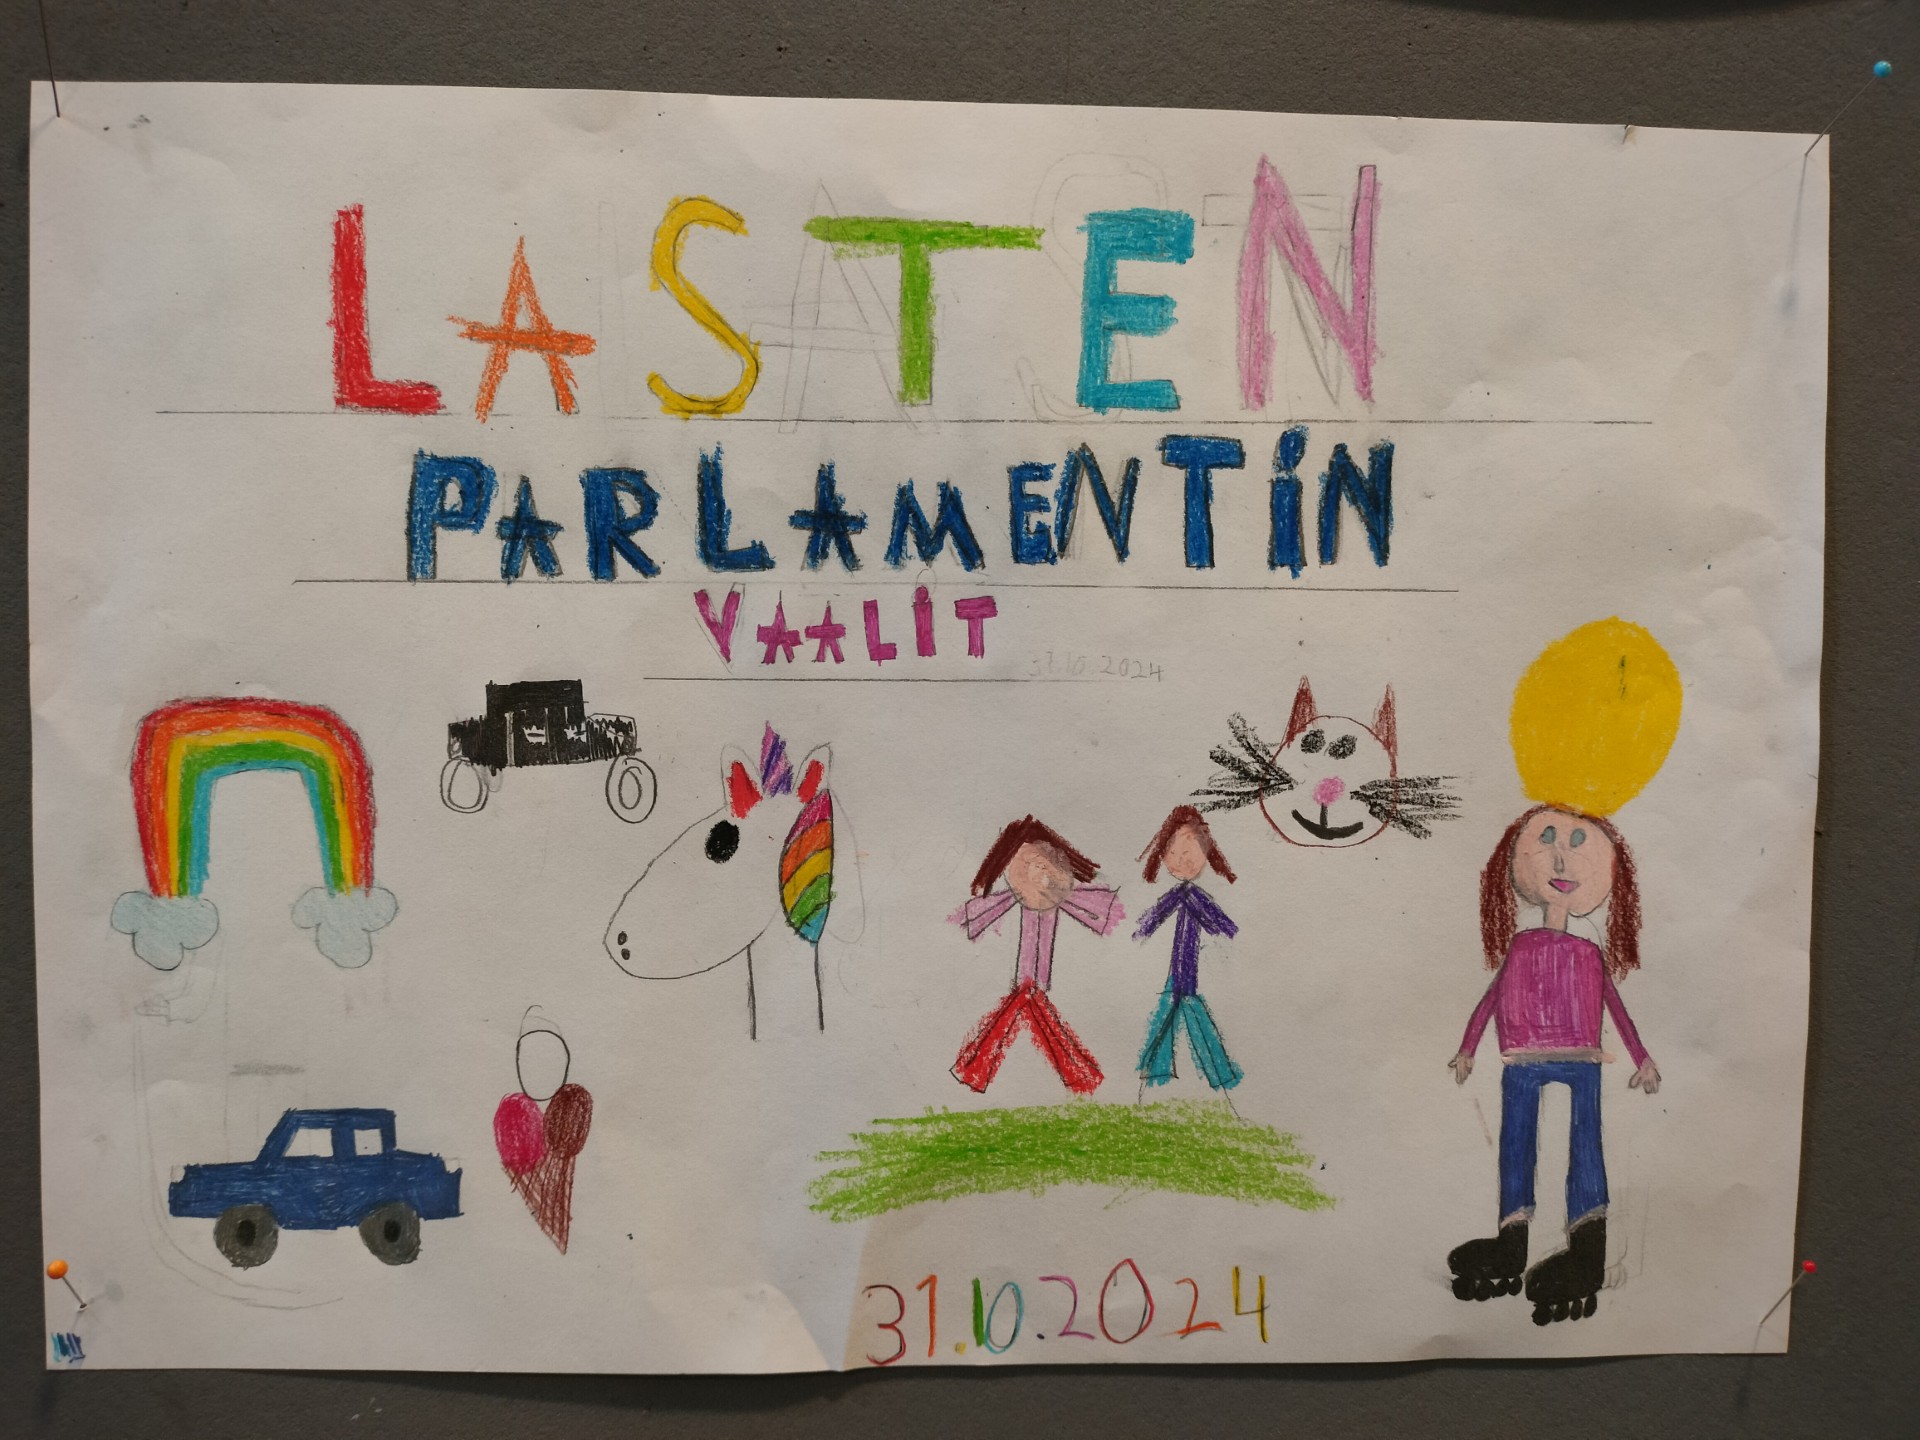 LASTEN
PARLAMENTiN
VAALiT
31.10.2024
31.10.2024